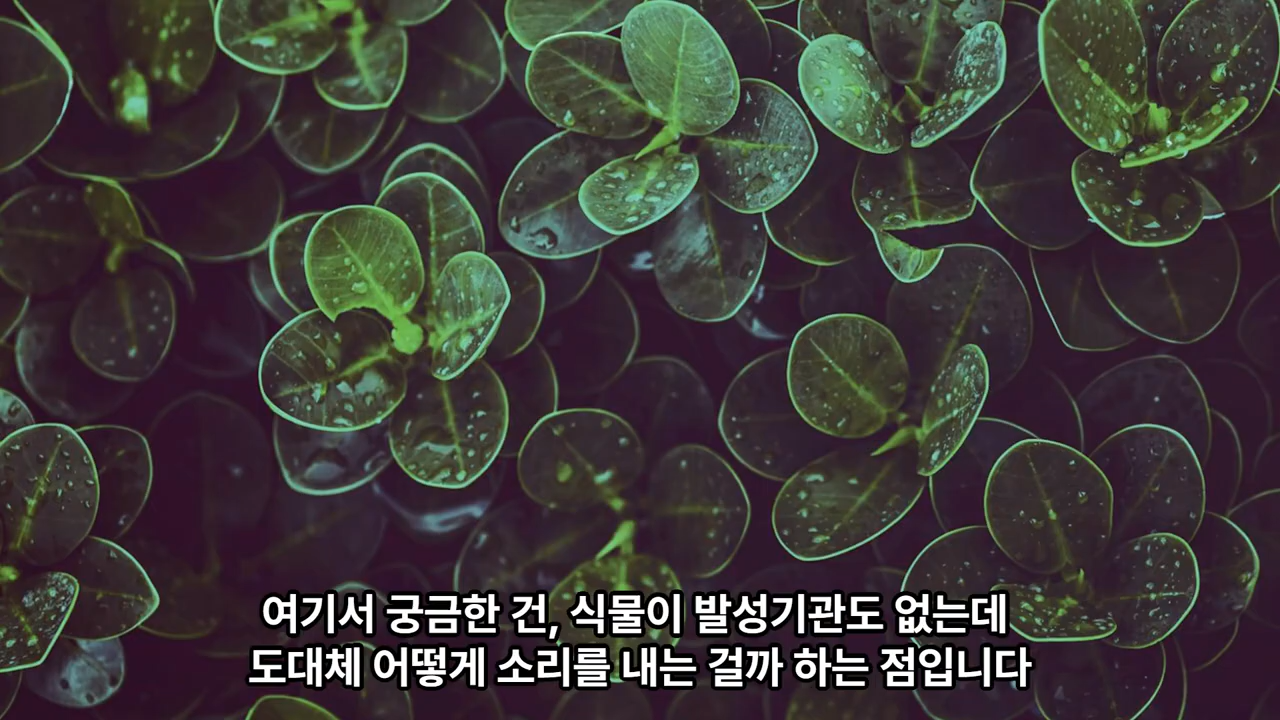 여기서 궁금한 건, 식물이 발성기관도 없는데
도대체 어떻게 소리를 내는 걸까 하는 점입니다